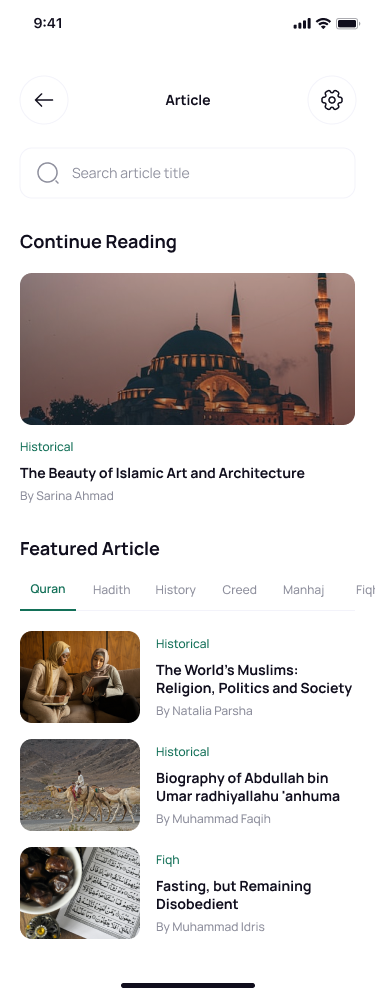 9:41
Article
Search article title
Continue Reading
Historical
The Beauty of Islamic Art and Architecture
By Sarina Ahmad
Featured Article
Quran Hadith History Creed Manhaj Fiqh
Historical
The World's Muslims:
Religion, Politics and Society
By Natalia Parsha
Historical
Biography of Abdullah bin
Umar radhiyallahu 'anhuma
By Muhammad Faqih
Fiqh
Fasting, but Remaining
Disobedient
By Muhammad Idris